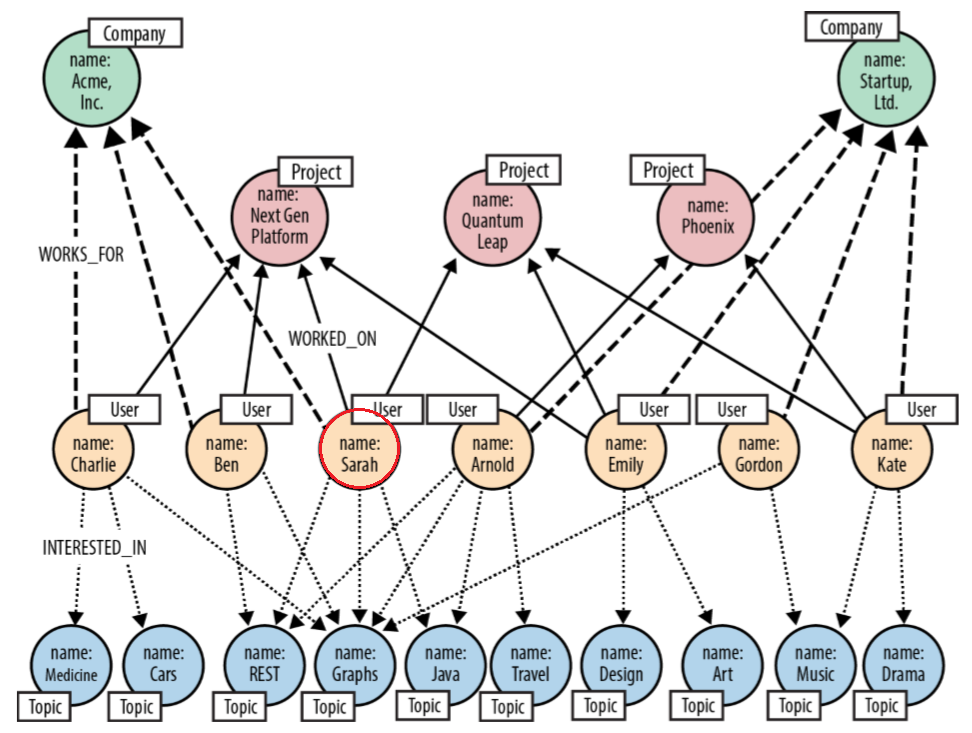 Company
name:
Acme,
Inc.
Company
name:
Startup,
Ltd.
Project
name:
Next Gen
Platform
Project
name:
Quantum
Leap
Project
name:
Phoenix
WORKS_FOR
WORKED_ON
User
name:
Charlie
User
name:
Ben
User
name:
Sarah
User
name:
Arnold
User
name:
Emily
User
name:
Gordon
User
name:
Kate
INTERESTED_IN
name:
Medicine
Topic
name:
Cars
Topic
name:
REST
Topic
name:
Graphs
Topic
name:
Java
Topic
name:
Travel
Topic
name:
Design
Topic
name:
Art
Topic
name:
Music
Topic
name:
Drama
Topic